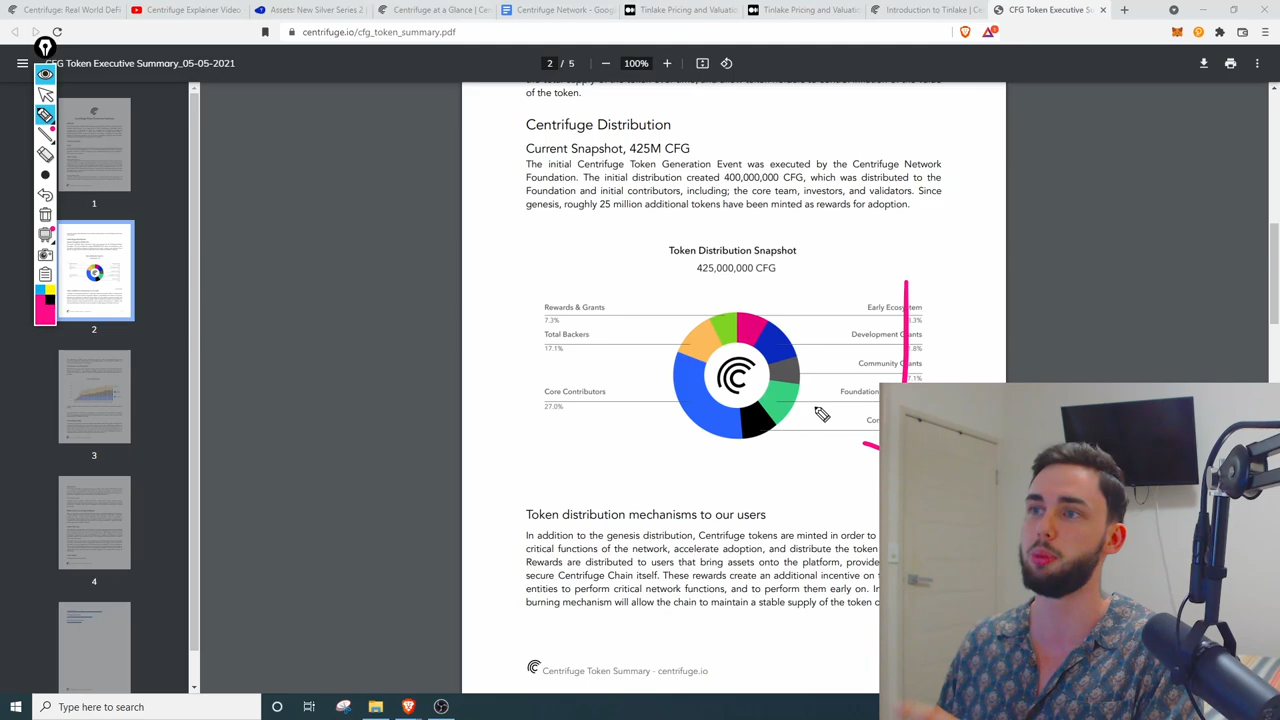 Centrifuge: Real World DeFi
Centrifuge Explainer Video
Assets: New Silver Series 2
Centrifuge at a Glance | Cen
Centrifuge Network - Goog
Tinlake Pricing and Valuatio
Tinlake Pricing and Valuatio
Introduction to Tinlake | Ce
CFG Token Executive Su
centrifuge.io/cfg_token_summary.pdf
CFG Token Executive Summary_05-05-2021
2 / 5
100%
of the token.
Centrifuge Distribution
Current Snapshot, 425M CFG
The initial Centrifuge Token Generation Event was executed by the Centrifuge Network
Foundation. The initial distribution created 400,000,000 CFG, which was distributed to the
Foundation and initial contributors, including; the core team, investors, and validators. Since
genesis, roughly 25 million additional tokens have been minted as rewards for adoption.
Token Distribution Snapshot
425,000,000 CFG
Rewards & Grants
7.3%
Total Backers
17.1%
Core Contributors
27.0%
Early Ecosystem
.3%
Development Grants
.8%
Community Grants
7.1%
Foundation
Co
Token distribution mechanisms to our users
In addition to the genesis distribution, Centrifuge tokens are minted in order to
critical functions of the network, accelerate adoption, and distribute the token
Rewards are distributed to users that bring assets onto the platform, provide
secure Centrifuge Chain itself. These rewards create an additional incentive on
entities to perform critical network functions, and to perform them early on. In
burning mechanism will allow the chain to maintain a stable supply of the token o
Centrifuge Token Summary - centrifuge.io
1
2
3
4
Type here to search